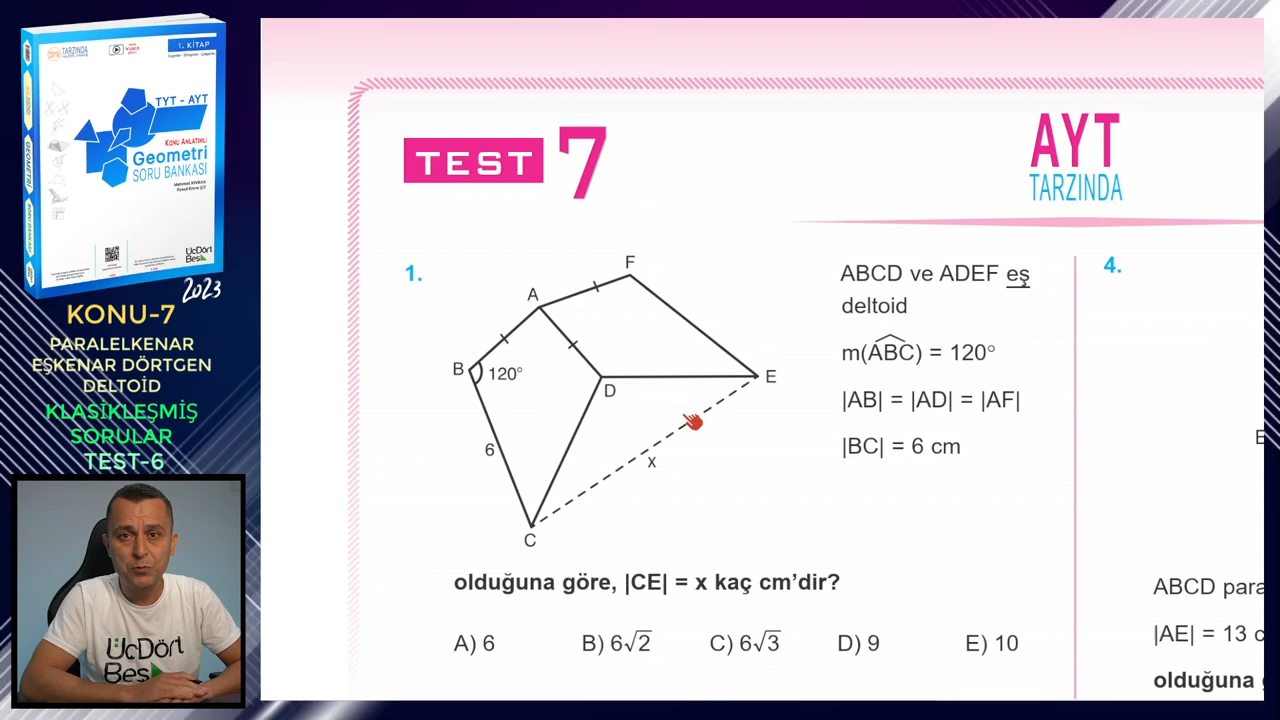 TARZINDA
1. KİTAP
TYT - AYT
KONU ANLATIMLI
Geometri
SORU BANKASI
ÜçDört
Beş
2023
KONU-7
PARALELKENAR
EŞKENAR DÖRTGEN
DELTOİD
KLASİKLEŞMİŞ
SORULAR
TEST-6
ÜçDört
Beş
TEST 7
AYT
TARZINDA
1.
F
A
B
120°
D
E
6
x
C
ABCD ve ADEF eş
deltoid
m(ABC) = 120°
|AB| = |AD| = |AF|
|BC| = 6 cm
olduğuna göre, |CE| = x kaç cm'dir?
A) 6 B) 6√2 C) 6√3 D) 9 E) 10
4.
E
ABCD para
|AE| = 13 c
olduğuna